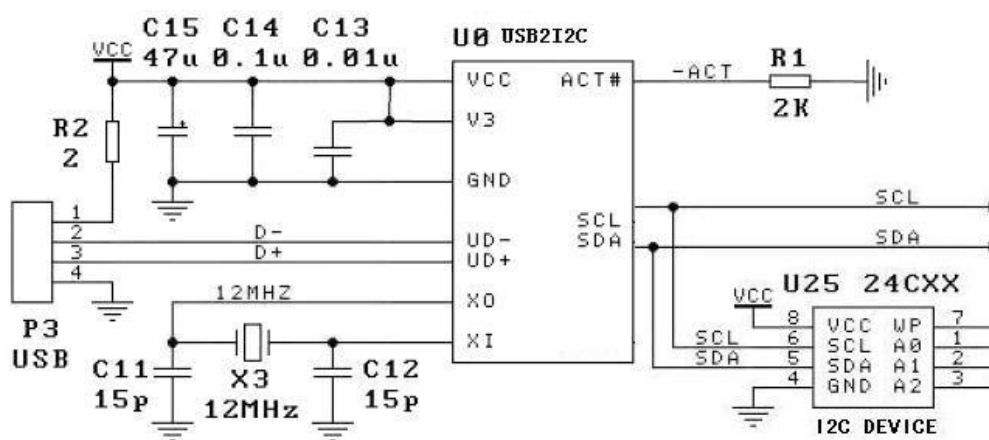 C15 C14 C13
VCC 47u 0.1u 0.01u
U0 USB2I2C
VCC ACT#
-ACT
R1
2K
R2
2
V3
GND
1
2 D- UD-
3 D+ UD+
4
P3
USB
SCL SCL
SDA SDA
12MHZ XO
XI
C11
15p
X3
12MHz
C12
15p
U25 24CXX
VCC
8 VCC WP 7
SCL 6 SCL A0 1
SDA 5 SDA A1 2
4 GND A2 3
I2C DEVICE